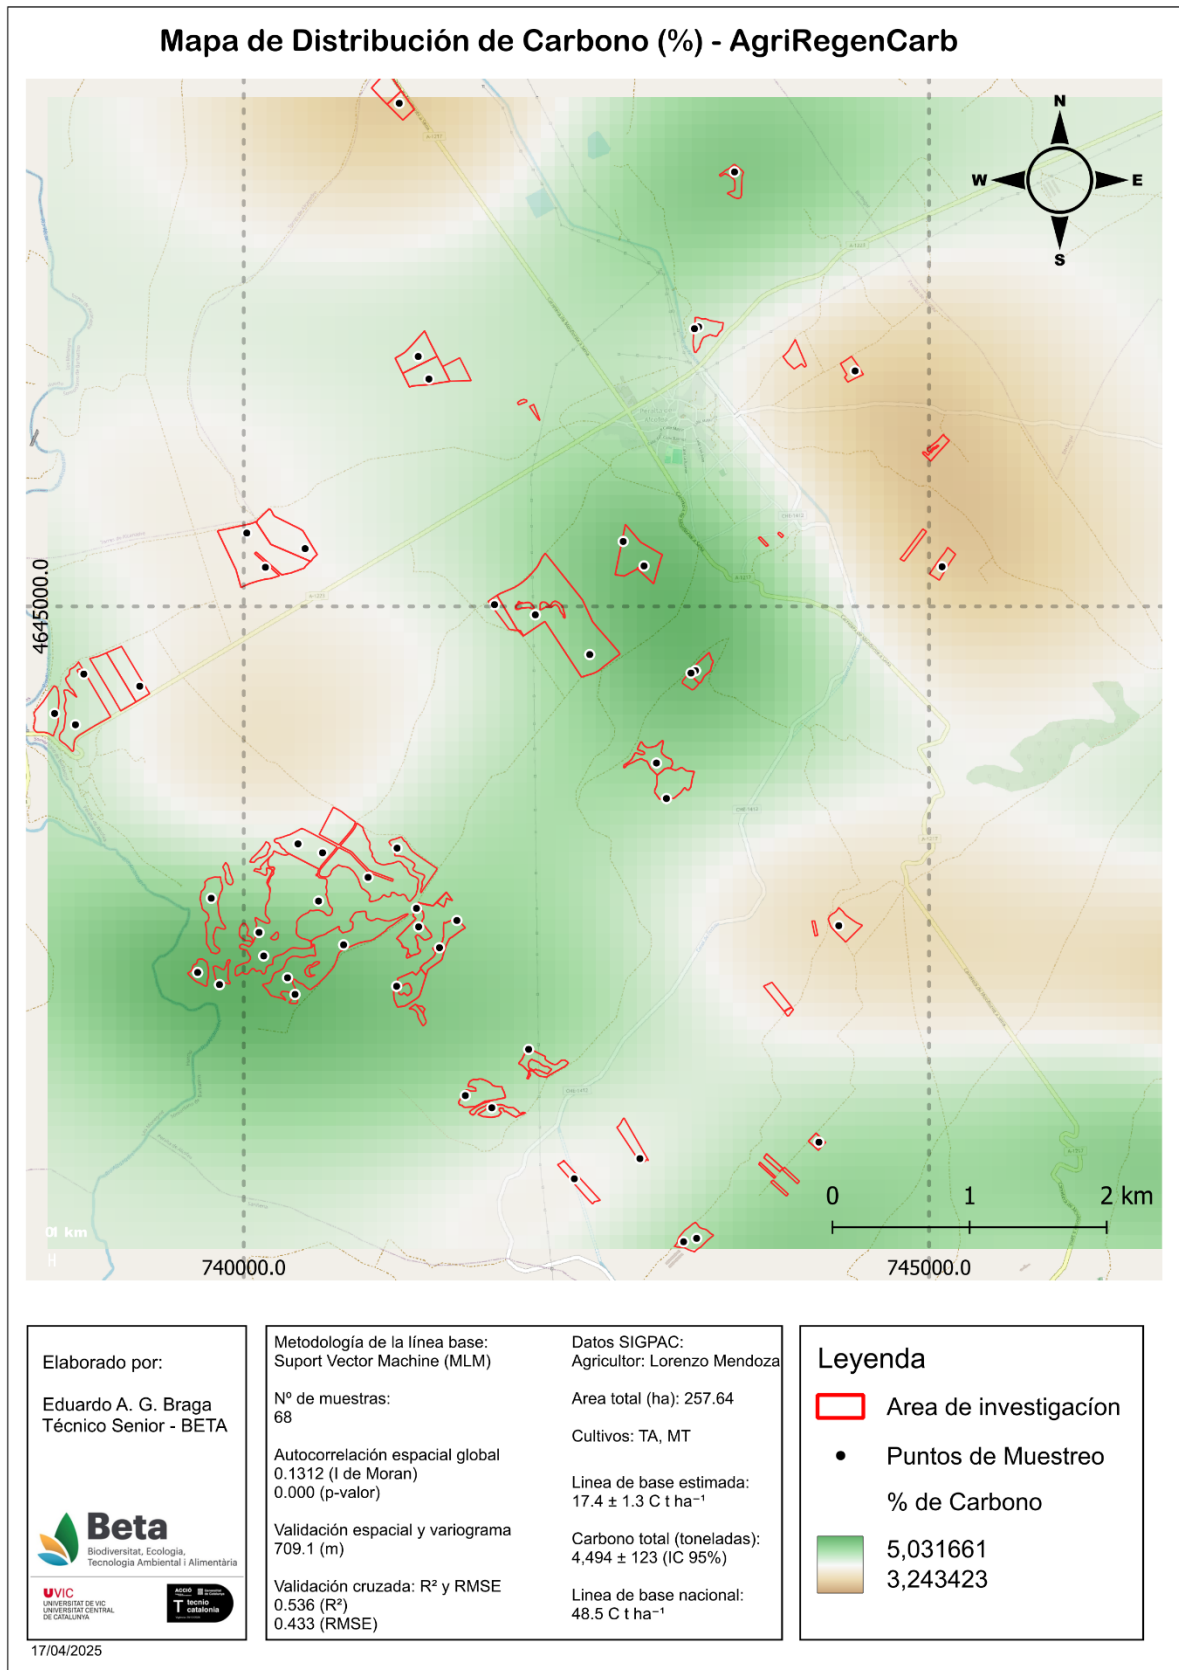 Mapa de Distribución de Carbono (%) - AgriRegenCarb
N
W
E
S
4645000.0
0
1
2 km
740000.0
745000.0
Elaborado por:
Eduardo A. G. Braga
Técnico Senior - BETA
Beta
Biodiversitat, Ecologia,
Tecnologia Ambiental i Alimentària
UVIC
UNIVERSITAT DE VIC
UNIVERSITAT CENTRAL
DE CATALUNYA
ACCIÓ
T tecnio
catalonia
Metodología de la línea base:
Suport Vector Machine (MLM)
Nº de muestras:
68
Autocorrelación espacial global
0.1312 (I de Moran)
0.000 (p-valor)
Validación espacial y variograma
709.1 (m)
Validación cruzada: R² y RMSE
0.536 (R²)
0.433 (RMSE)
Datos SIGPAC:
Agricultor: Lorenzo Mendoza
Area total (ha): 257.64
Cultivos: TA, MT
Linea de base estimada:
17.4 ± 1.3 C t ha⁻¹
Carbono total (toneladas):
4,494 ± 123 (IC 95%)
Linea de base nacional:
48.5 C t ha⁻¹
Leyenda
Area de investigacíon
Puntos de Muestreo
% de Carbono
5,031661
3,243423
17/04/2025